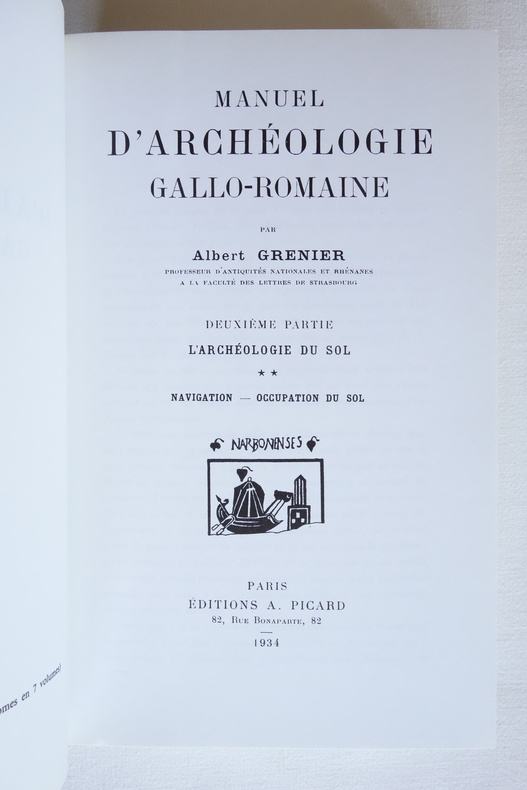 MANUEL
D'ARCHÉOLOGIE
GALLO-ROMAINE
PAR
Albert GRENIER
PROFESSEUR D'ANTIQUITÉS NATIONALES ET RHÉNANES
A LA FACULTÉ DES LETTRES DE STRASBOURG
DEUXIÈME PARTIE
L'ARCHÉOLOGIE DU SOL
★ ★
NAVIGATION — OCCUPATION DU SOL
NARBONENSES
PARIS
ÉDITIONS A. PICARD
82, Rue Bonaparte, 82
1934
en 7 volumes)